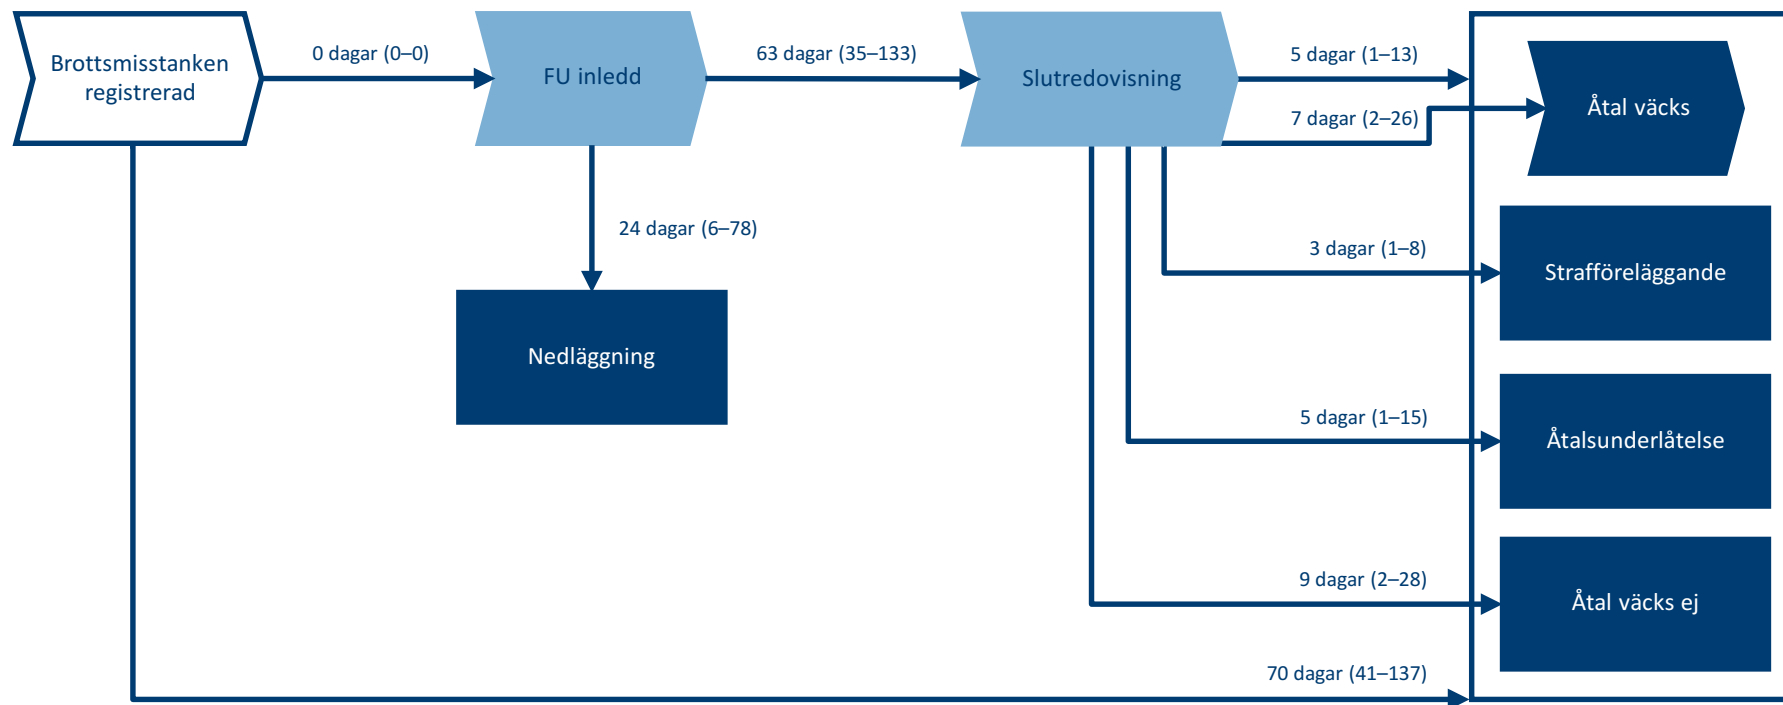 Brottsmisstanken
registrerad
0 dagar (0–0)
FU inledd
63 dagar (35–133)
Slutredovisning
5 dagar (1–13)
7 dagar (2–26)
Åtal väcks
24 dagar (6–78)
Nedläggning
3 dagar (1–8)
Strafföreläggande
5 dagar (1–15)
Åtalsunderlåtelse
9 dagar (2–28)
Åtal väcks ej
70 dagar (41–137)